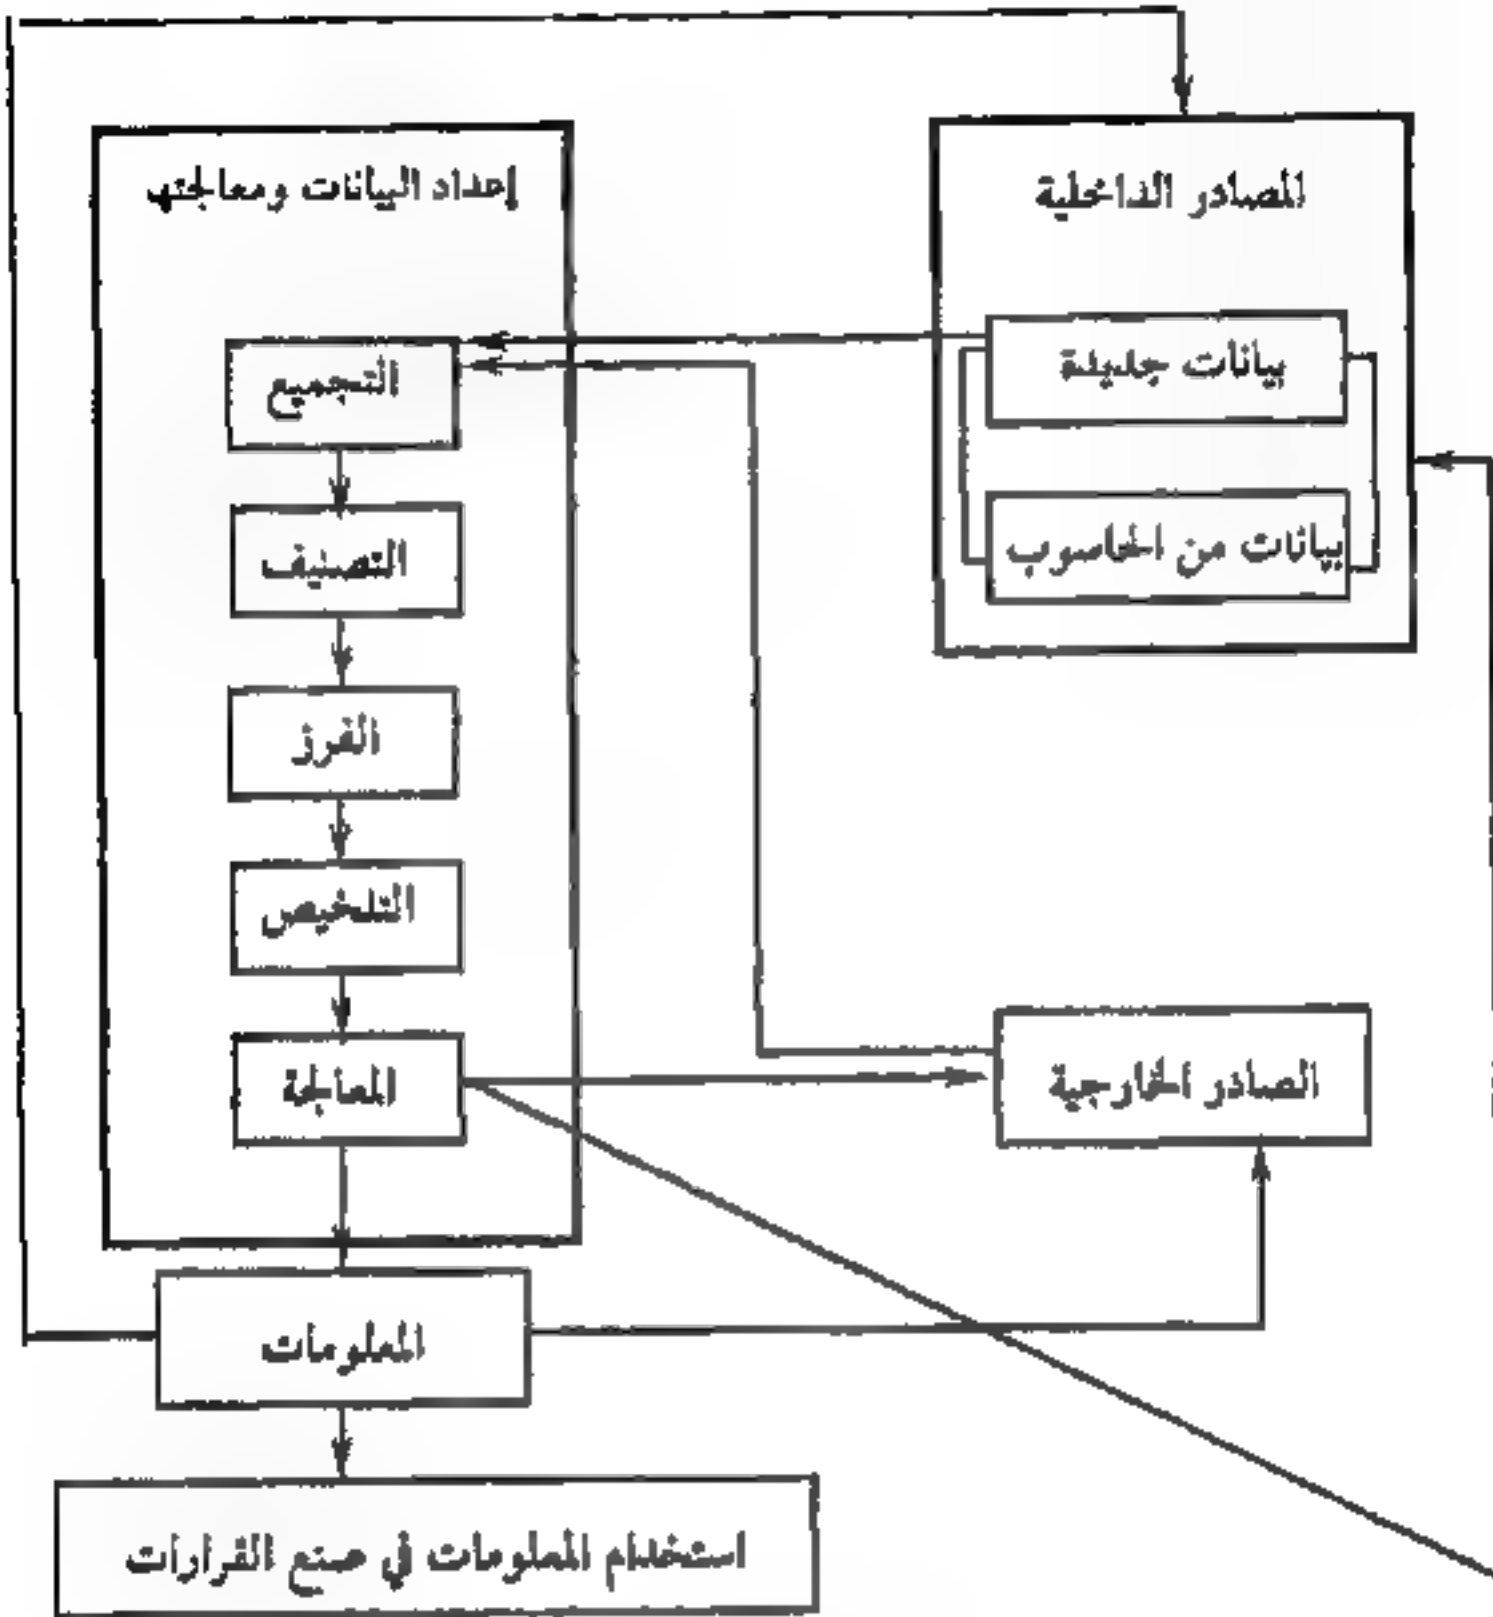 المصادر الداخلية
بيانات جديدة
بيانات من الحاسوب
إعداد البيانات ومعالجتها
التجميع
التصنيف
الفرز
التلخيص
المعالجة
الصادر الخارجية
المعلومات
استخدام المعلومات في صنع القرارات